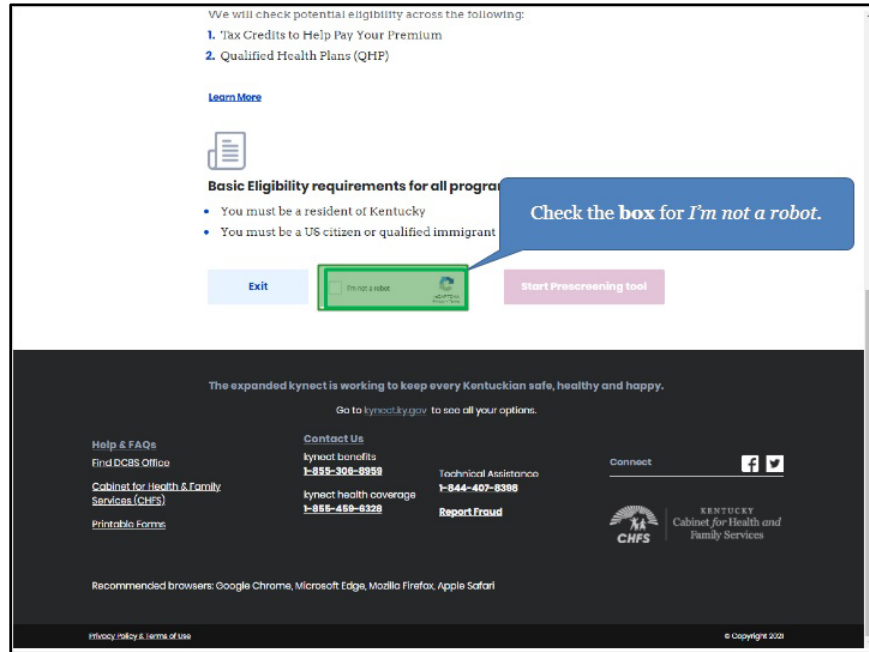 We will check potential eligibility across the following:
1. Tax Credits to Help Pay Your Premium
2. Qualified Health Plans (QHP)
Learn More
Basic Eligibility requirements for all progra
You must be a resident of Kentucky
You must be a US citizen or qualified immigrant
Check the box for I'm not a robot.
Exit
I'm not a robot
reCAPTCHA
Privacy - Terms
Start Prescreening tool
The expanded kynect is working to keep every Kentuckian safe, healthy and happy.
Go to kynect.ky.gov to see all your options.
Help & FAQs
Find DCBS Office
Cabinet for Health & Family
Services (CHFS)
Printable Forms
Contact Us
kynect benefits
1-855-306-8959
kynect health coverage
1-855-459-6328
Technical Assistance
1-844-407-8398
Report Fraud
Connect
CHFS
KENTUCKY
Cabinet for Health and
Family Services
Recommended browsers: Google Chrome, Microsoft Edge, Mozilla Firefox, Apple Safari
Privacy Policy & Terms of Use
© Copyright 2021